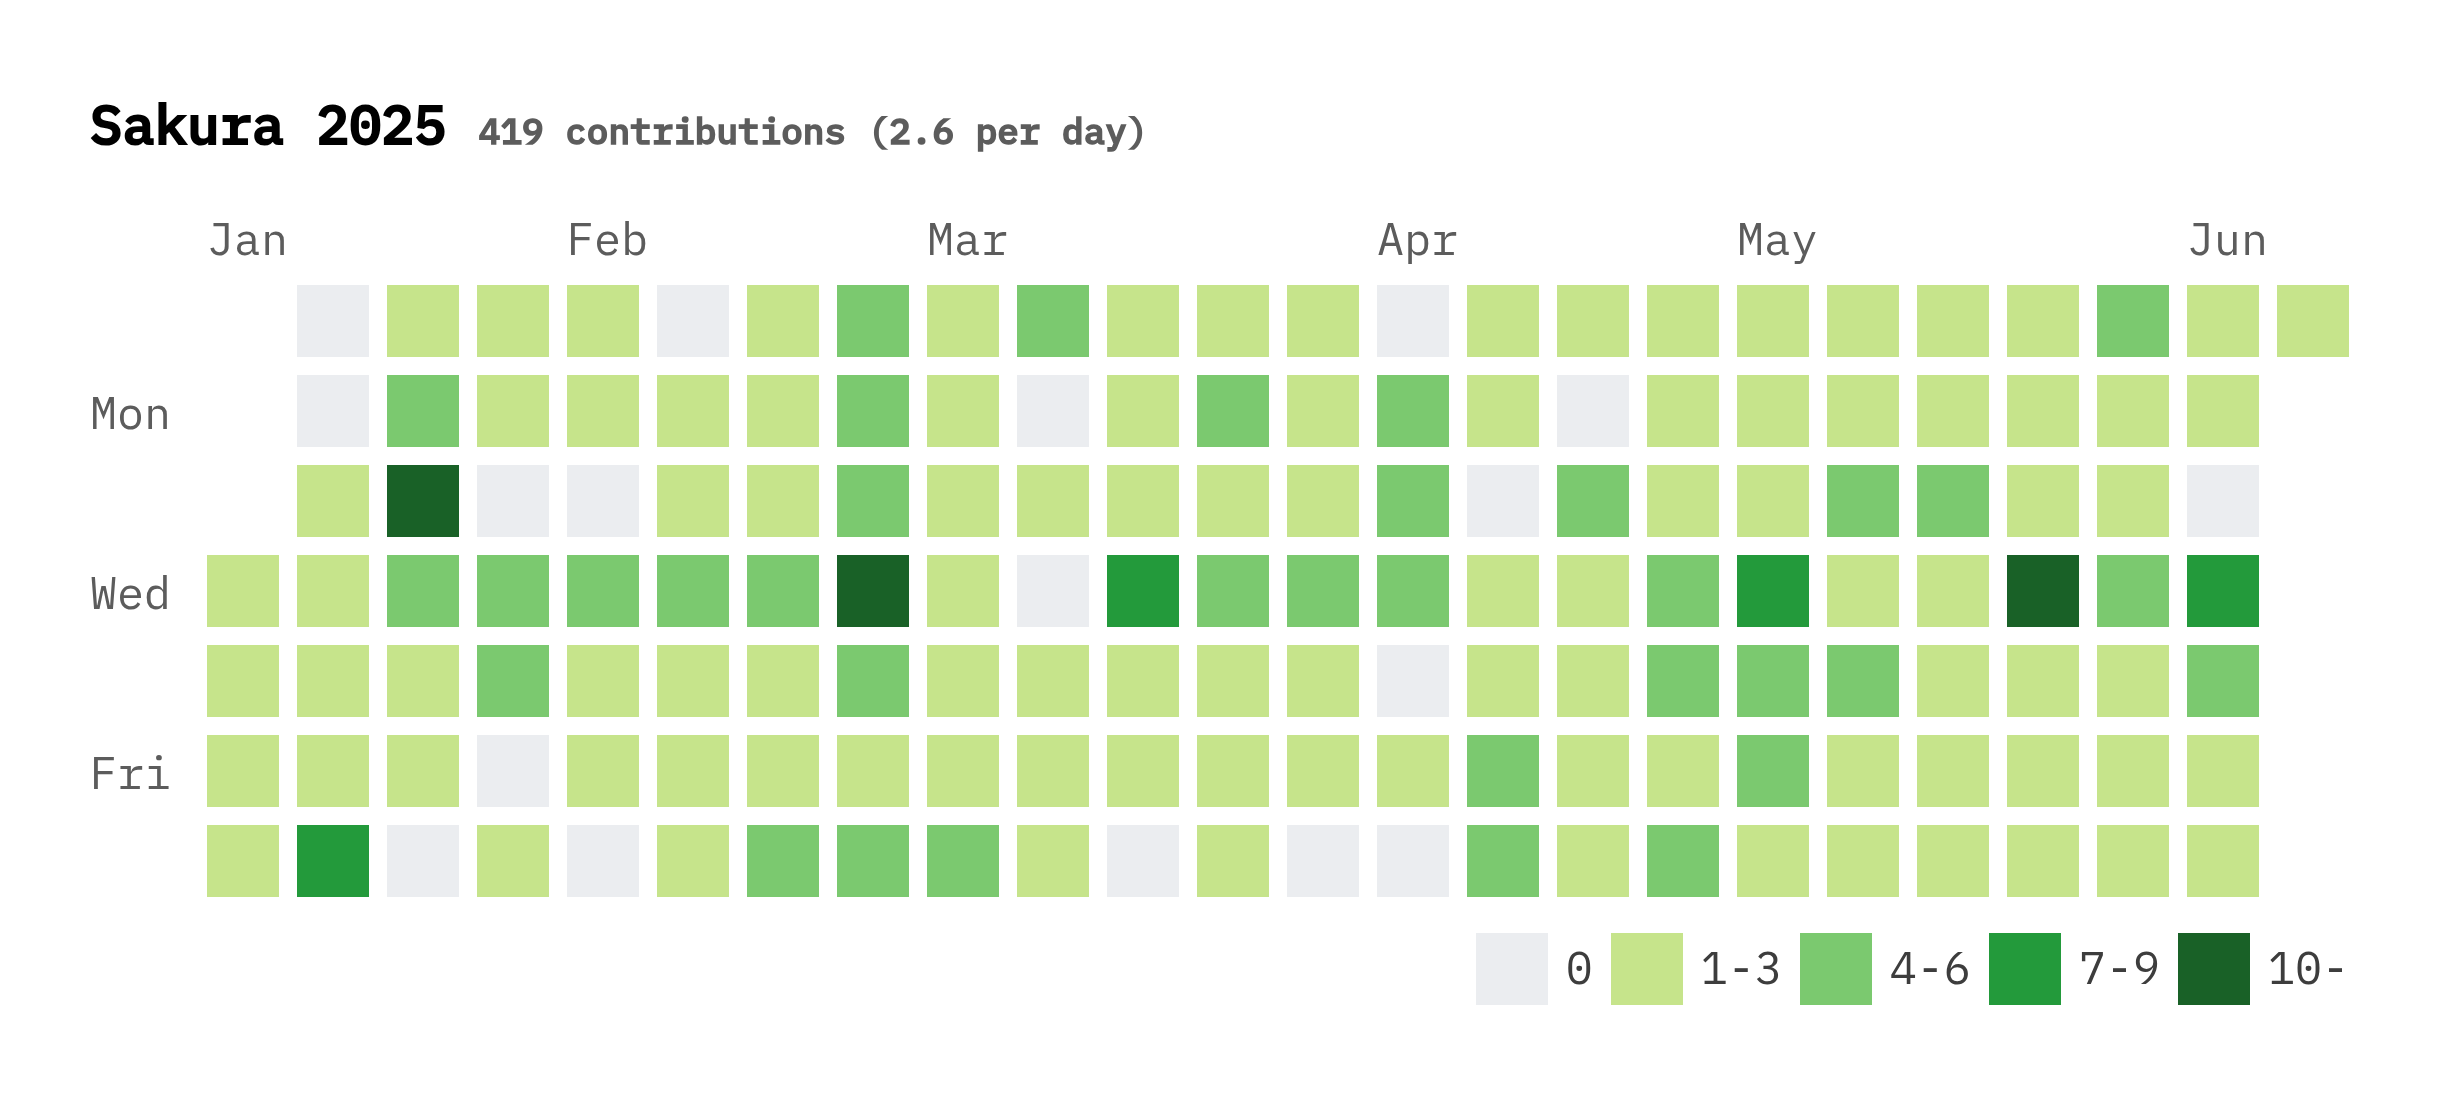 Sakura 2025 419 contributions (2.6 per day)
Jan Feb Mar Apr May Jun
Mon
Wed
Fri
0 1-3 4-6 7-9 10-